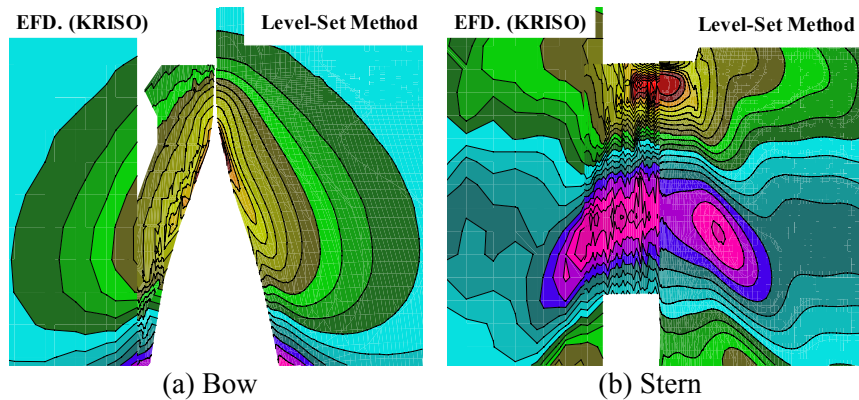 EFD. (KRISO)
Level-Set Method
EFD. (KRISO)
Level-Set Method
(a) Bow
(b) Stern